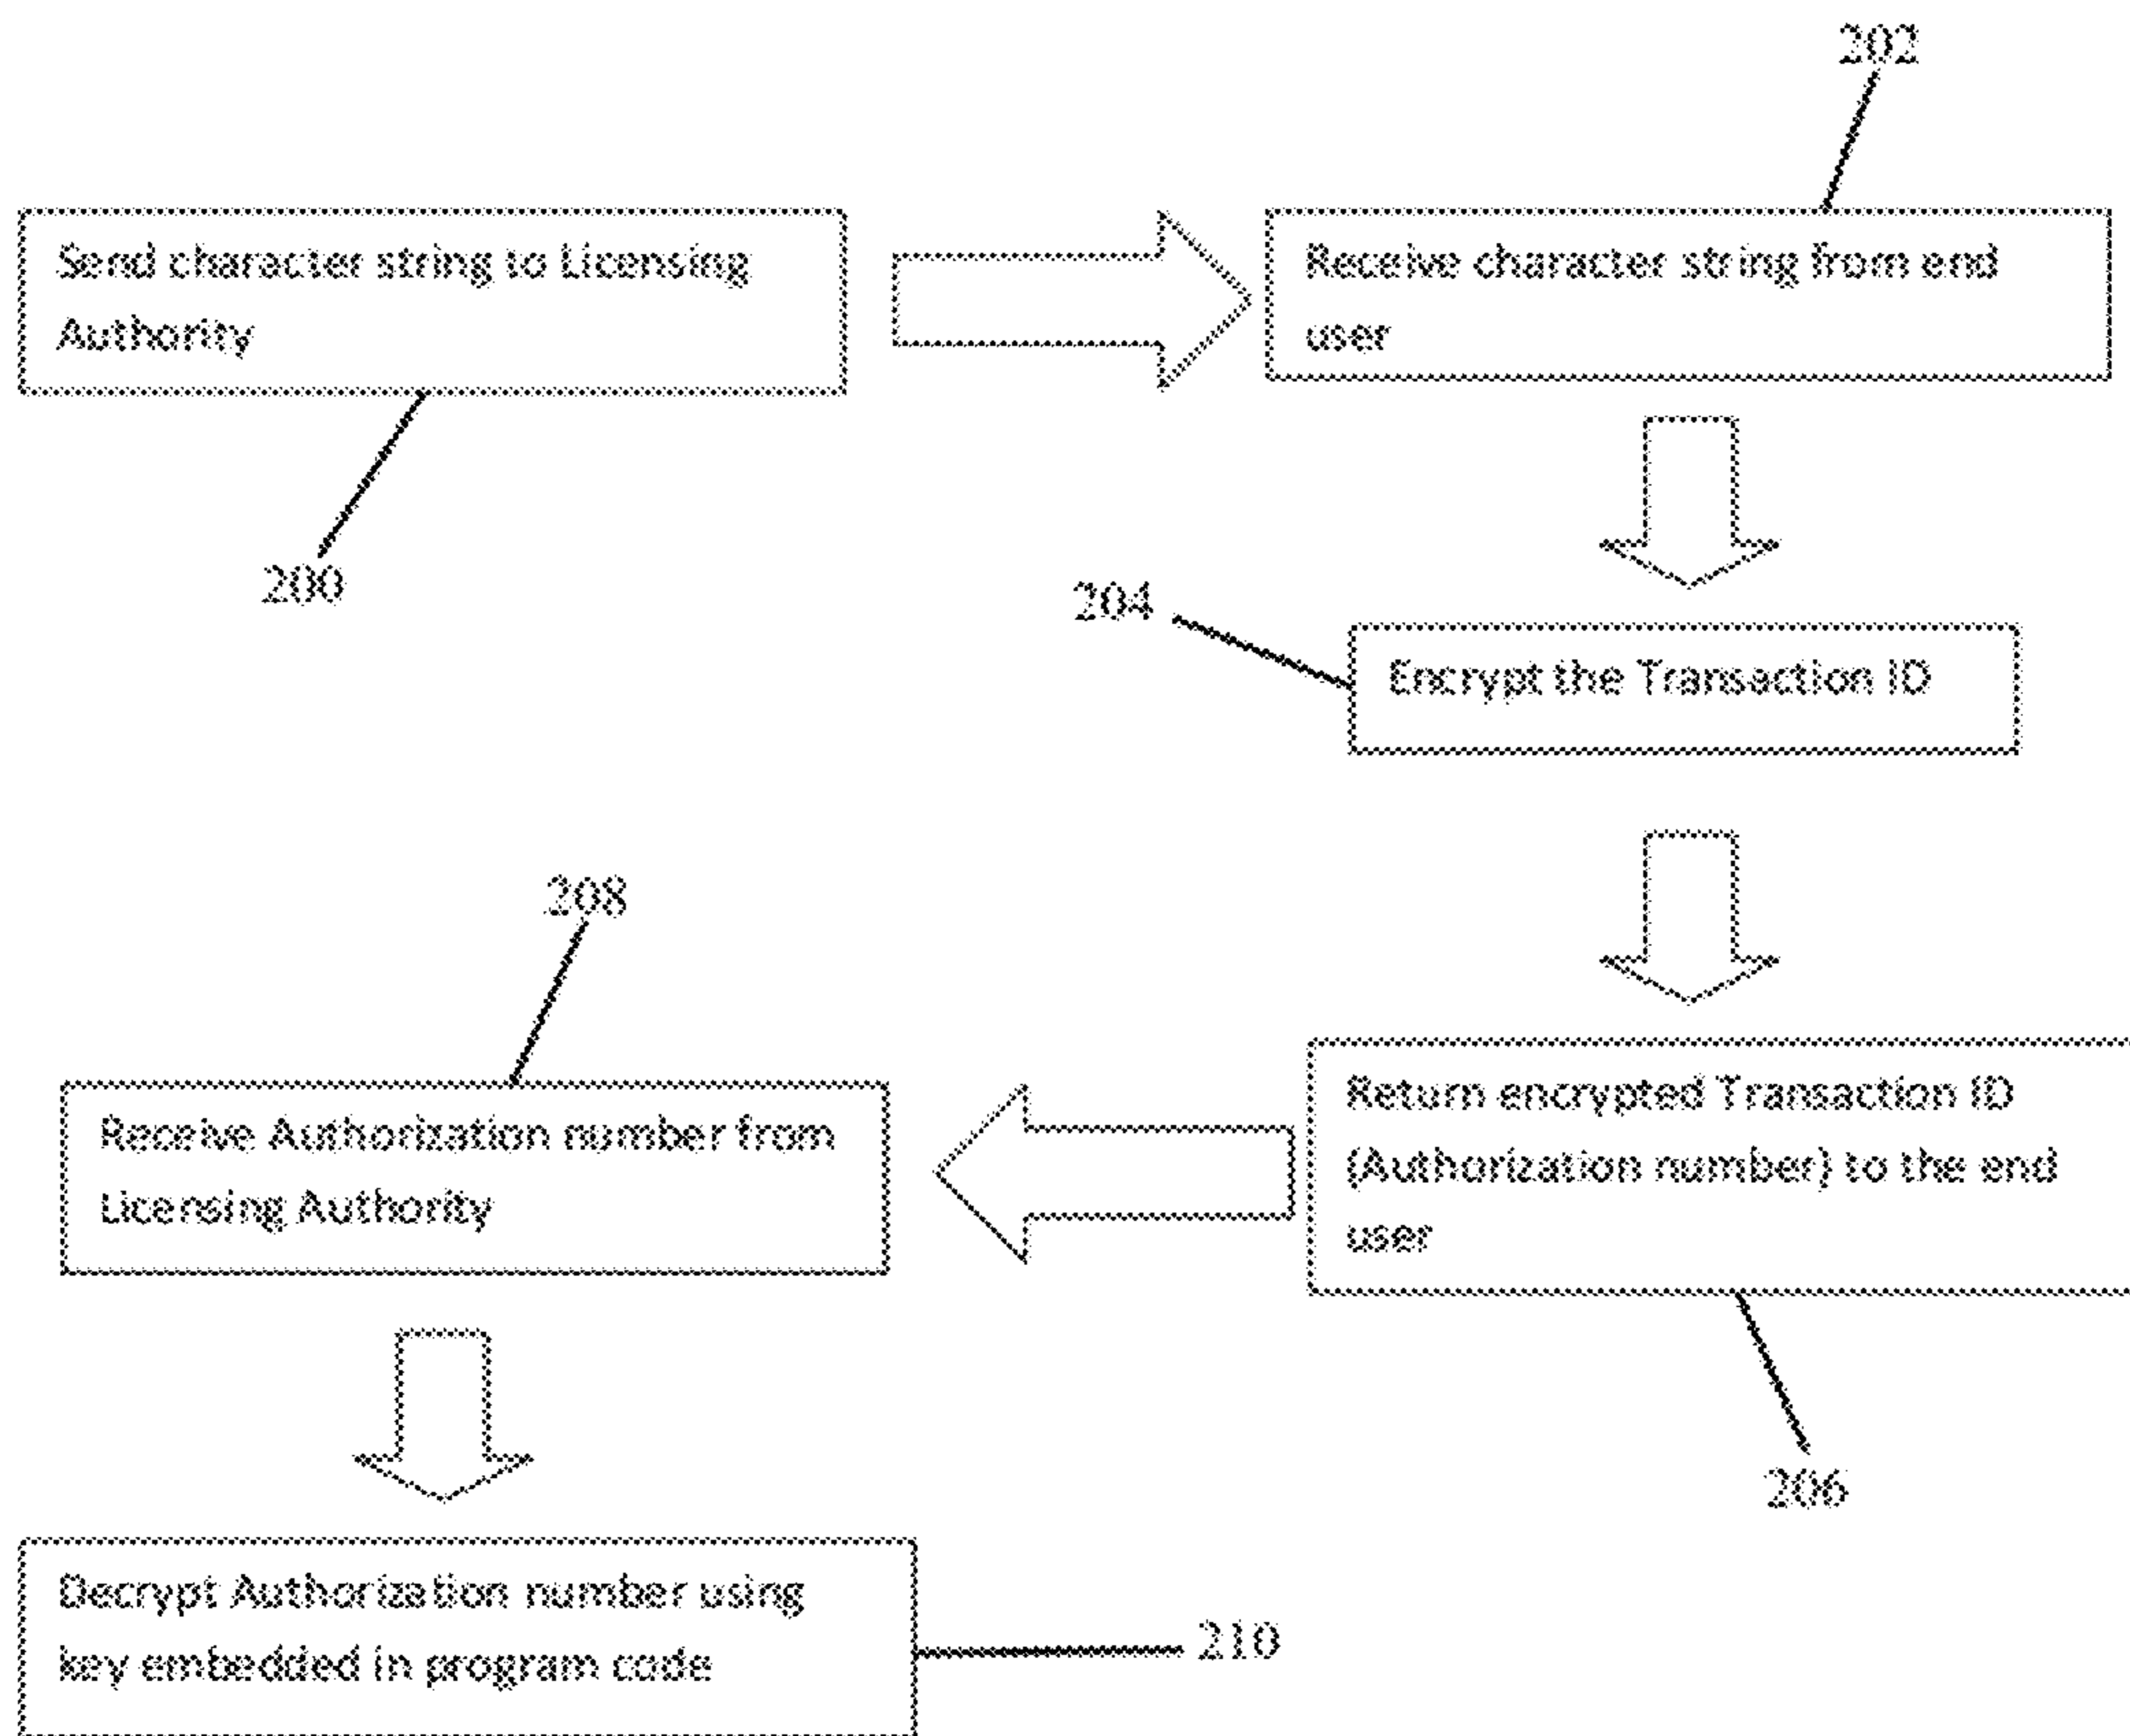 202
Send character string to Licensing
Authority
Receive character string from end
user
200
204
Encrypt the Transaction ID
208
Receive Authorization number from
Licensing Authority
Return encrypted Transaction ID
(Authorization number) to the end
user
206
Decrypt Authorization number using
key embedded in program code
210